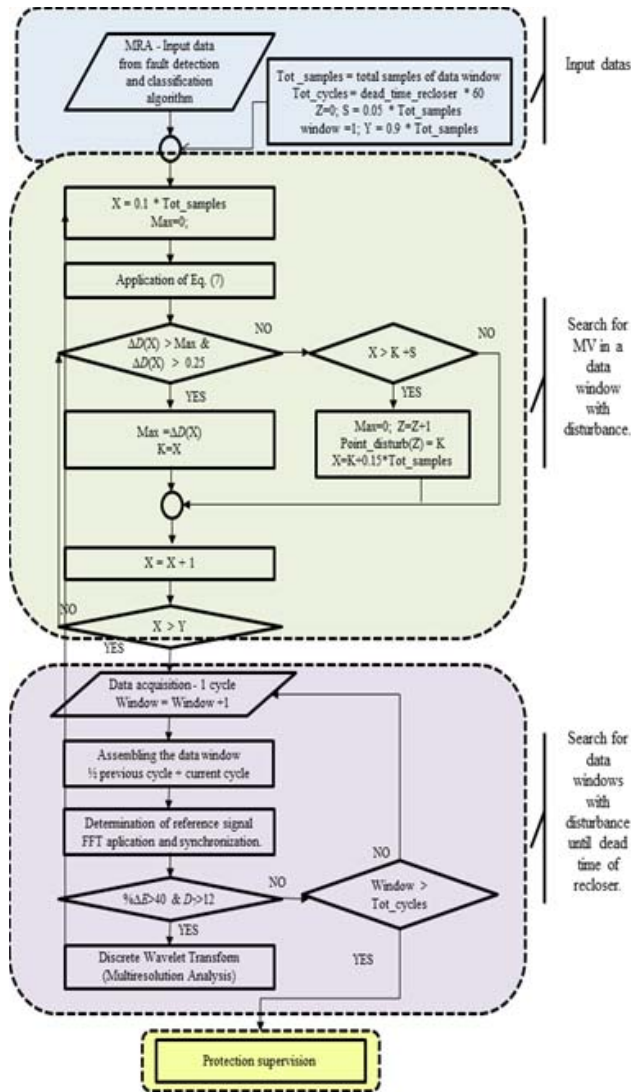 MRA - Input data
from fault detection
and classification
algorithm
Tot_samples = total samples of data window
Tot_cycles = dead_time_recloser * 60
Z=0; S = 0.05 * Tot_samples
window =1; Y = 0.9 * Tot_samples
Input datas
X = 0.1 * Tot_samples
Max=0;
Application of Eq. (7)
ΔD(X) > Max &
ΔD(X) > 0.25
NO
X > K +S
NO
YES
YES
Max =ΔD(X)
K=X
Max=0; Z=Z+1
Point_disturb(Z) = K
X=K+0.15*Tot_samples
Search for
MV in a
data
window
with
disturbance.
X = X + 1
NO
X > Y
YES
Data acquisition - 1 cycle
Window = Window +1
Assembling the data window
½ previous cycle + current cycle
Determination of reference signal
FFT aplication and synchronization.
NO
%ΔE>40 & D->12
NO
Window >
Tot_cycles
YES
YES
Discrete Wavelet Transform
(Multiresolution Analysis)
Search for
data
windows
with
disturbance
until dead
time of
recloser.
Protection supervision